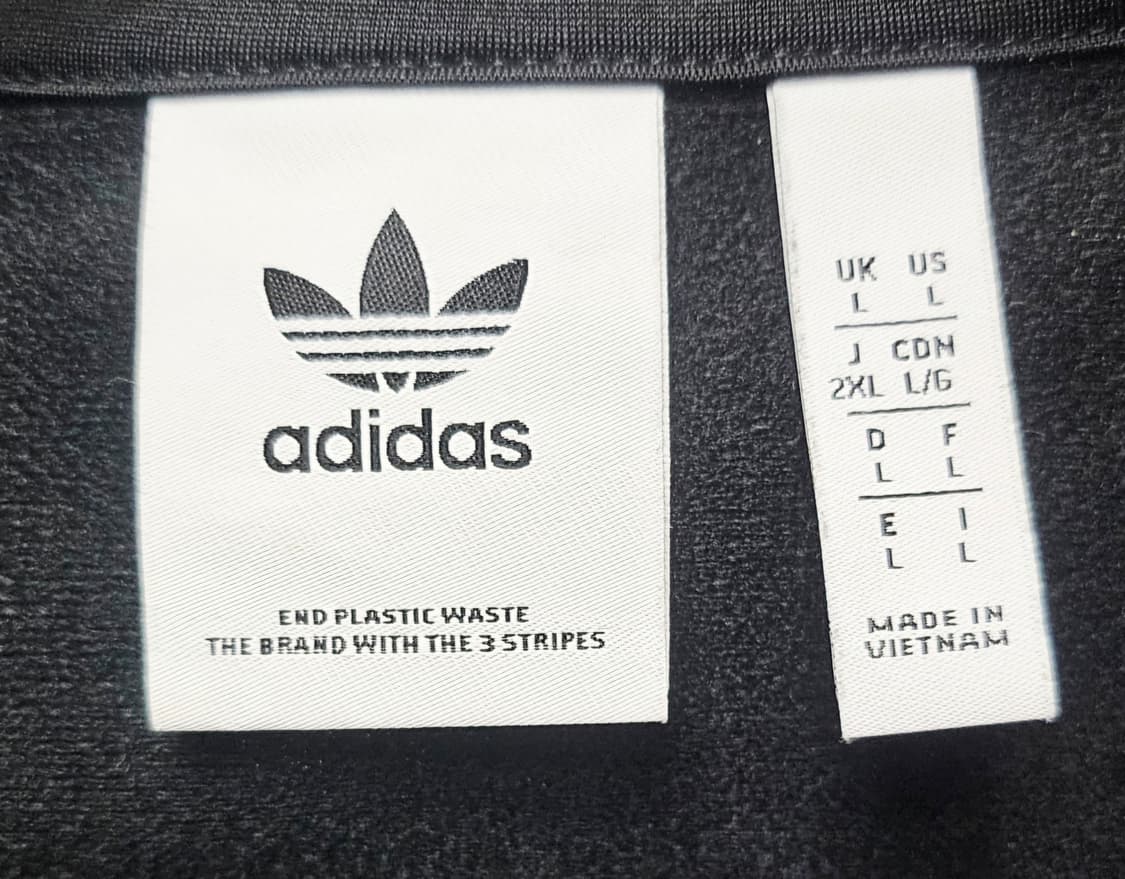 adidas
END PLASTIC WASTE
THE BRAND WITH THE 3 STRIPES
UK US
L L
J CDN
2XL L/G
D F
L L
E I
L L
MADE IN
VIETNAM